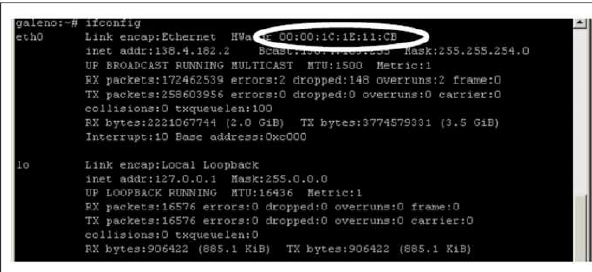 galeno:~# ifconfig
eth0 Link encap:Ethernet 00:00:1C:1E:11:CB
inet addr:138.4.182.2 Mask:255.255.254.0
UP BROADCAST RUNNING MULTICAST MTU:1500 Metric:1
RX packets:172462539 errors:2 dropped:148 overruns:2 frame:0
TX packets:258603956 errors:0 dropped:0 overruns:0 carrier:0
collisions:0 txqueuelen:100
RX bytes:2221067744 (2.0 GiB) TX bytes:3774579331 (3.5 GiB)
Interrupt:10 Base address:0xc000
lo Link encap:Local Loopback
inet addr:127.0.0.1 Mask:255.0.0.0
UP LOOPBACK RUNNING MTU:16436 Metric:1
RX packets:16576 errors:0 dropped:0 overruns:0 frame:0
TX packets:16576 errors:0 dropped:0 overruns:0 carrier:0
collisions:0 txqueuelen:0
RX bytes:906422 (885.1 KiB) TX bytes:906422 (885.1 KiB)